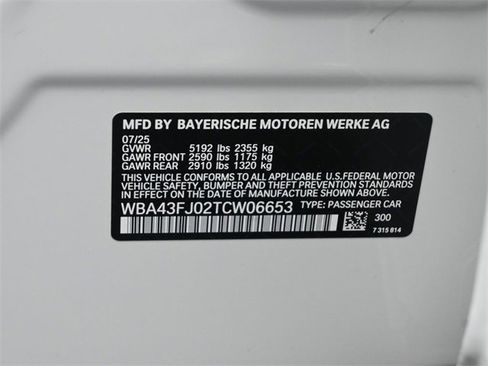 MFD BY BAYERISCHE MOTOREN WERKE AG
07/25
GVWR 5192 lbs 2355 kg
GAWR FRONT 2590 lbs 1175 kg
GAWR REAR 2910 lbs 1320 kg
THIS VEHICLE CONFORMS TO ALL APPLICABLE U.S.FEDERAL MOTOR
VEHICLE SAFETY, BUMPER AND THEFT PREVENTION STANDARDS
IN EFFECT ON THE DATE OF MANUFACTURE SHOWN ABOVE.
WBA43FJ02TCW06653 TYPE: PASSENGER CAR
300
7 315 814